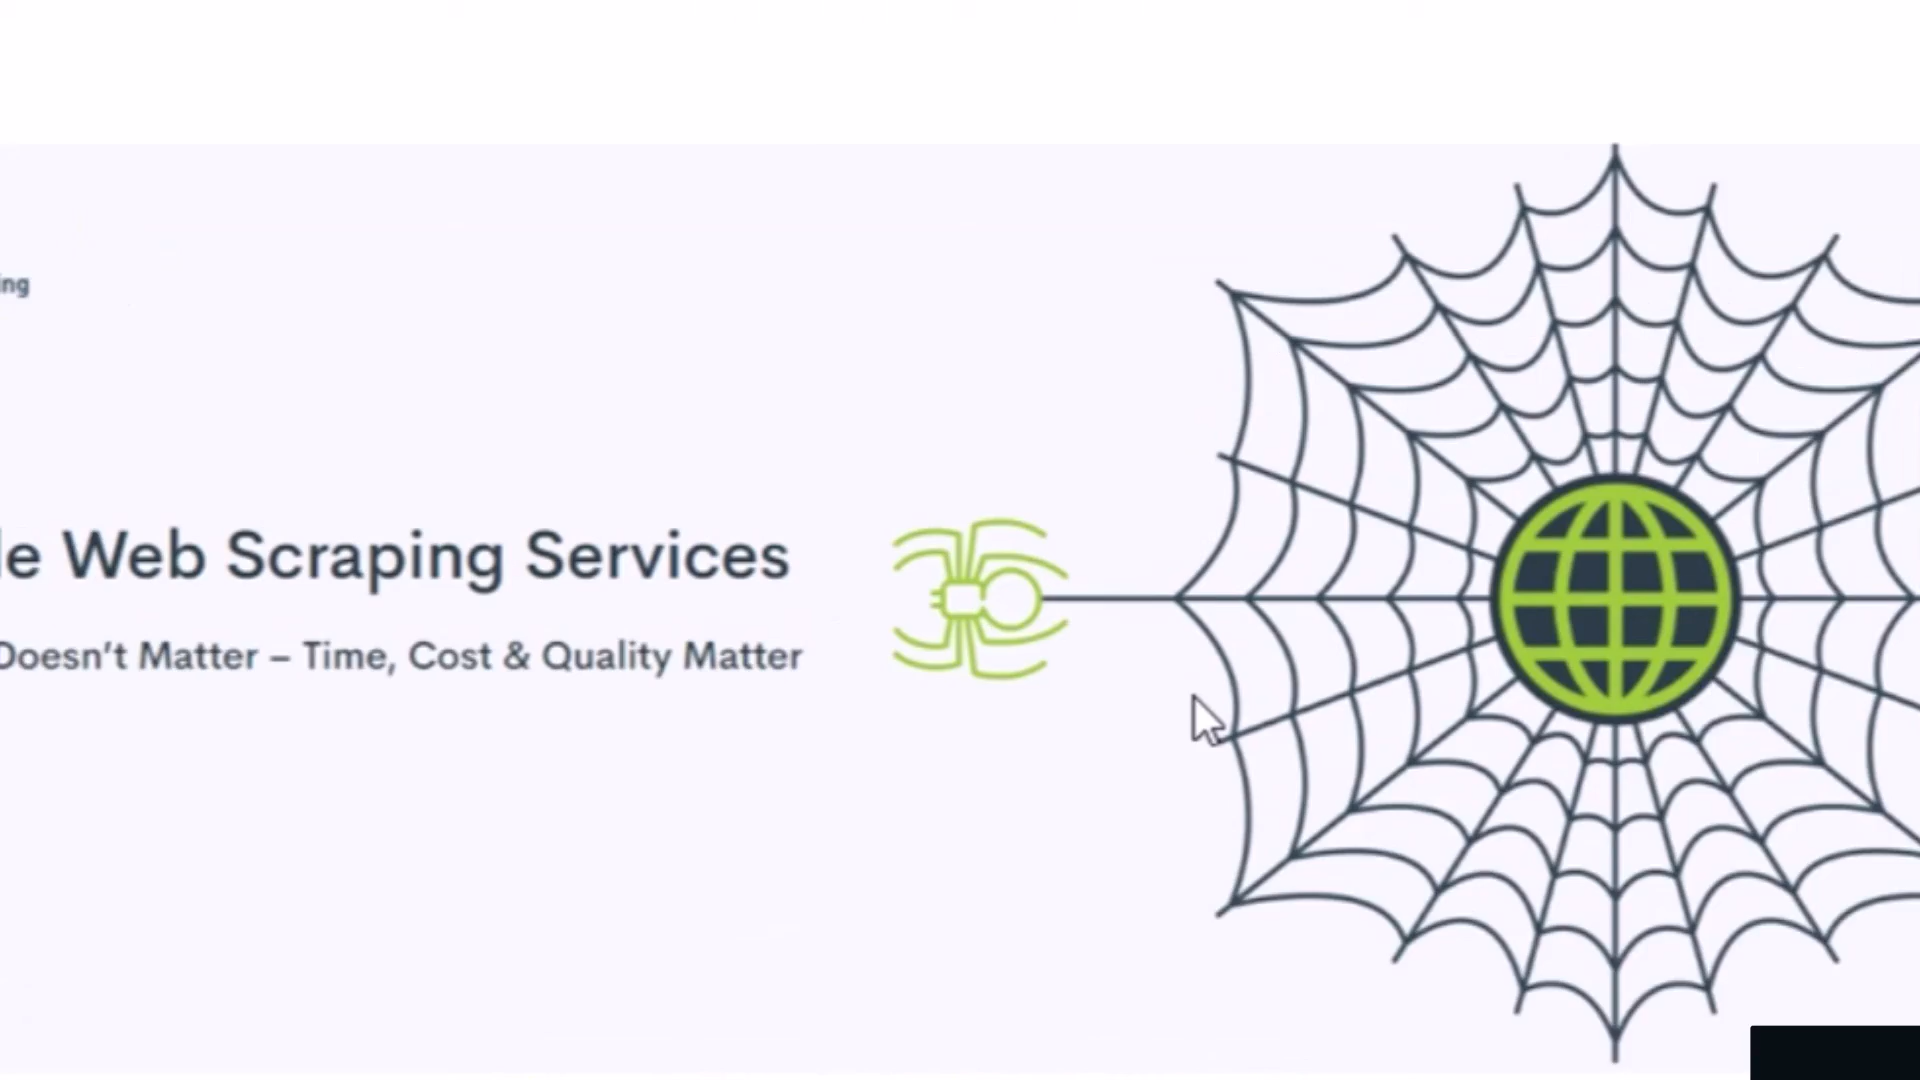 ing
le Web Scraping Services
Doesn't Matter – Time, Cost & Quality Matter